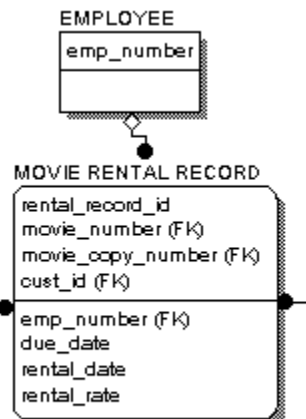 EMPLOYEE
emp_number
MOVIE RENTAL RECORD
rental_record_id
movie_number (FK)
movie_copy_number (FK)
cust_id (FK)
emp_number (FK)
due_date
rental_date
rental_rate